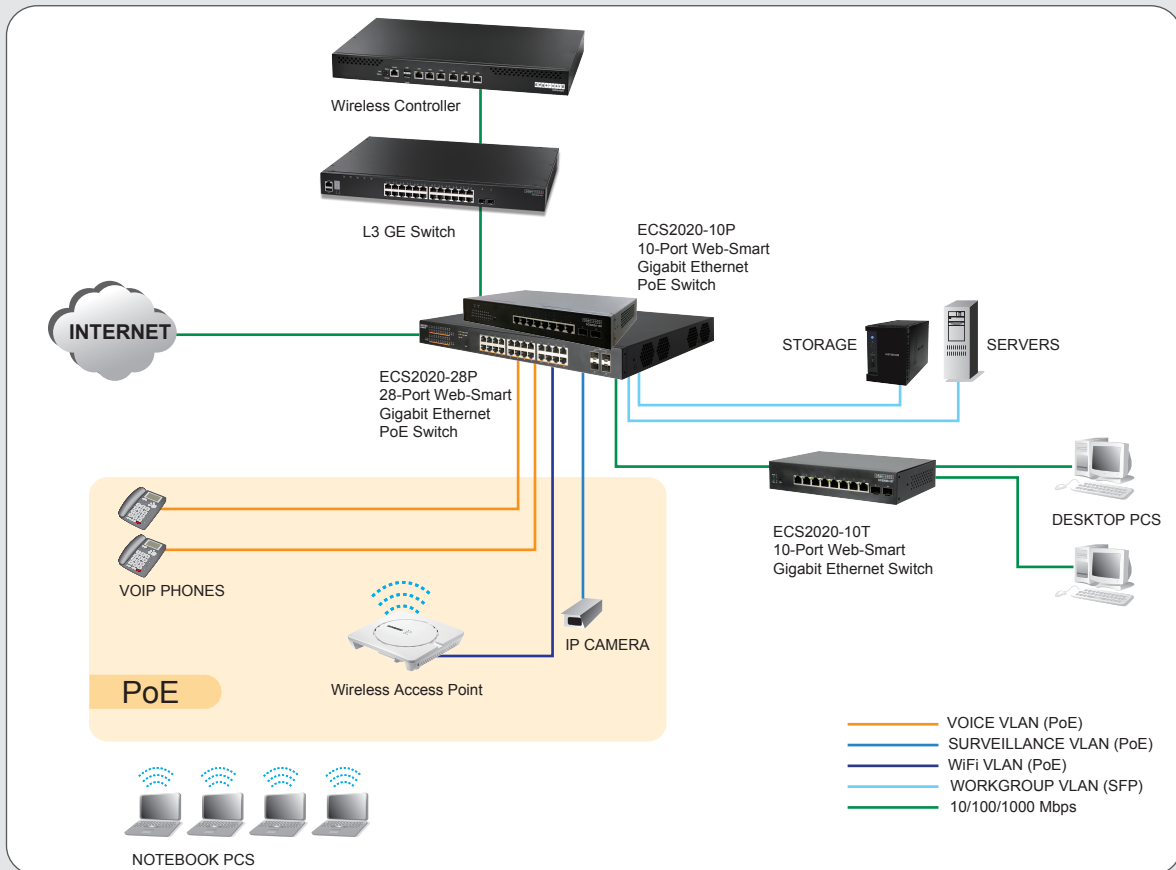 Wireless Controller
L3 GE Switch
ECS2020-10P
10-Port Web-Smart
Gigabit Ethernet
PoE Switch
INTERNET
STORAGE
SERVERS
ECS2020-28P
28-Port Web-Smart
Gigabit Ethernet
PoE Switch
DESKTOP PCS
ECS2020-10T
10-Port Web-Smart
Gigabit Ethernet Switch
VOIP PHONES
IP CAMERA
Wireless Access Point
PoE
VOICE VLAN (PoE)
SURVEILLANCE VLAN (PoE)
WiFi VLAN (PoE)
WORKGROUP VLAN (SFP)
10/100/1000 Mbps
NOTEBOOK PCS